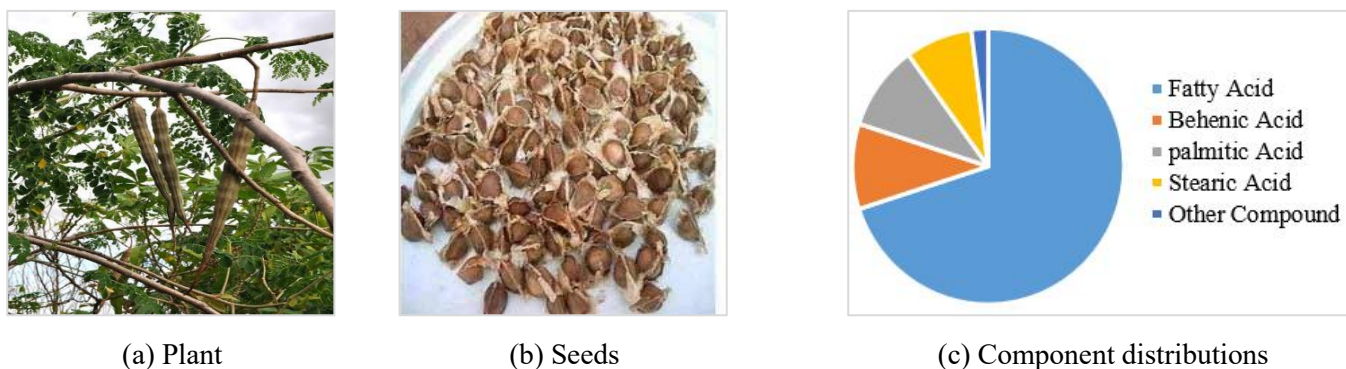 Fatty Acid
Behenic Acid
palmitic Acid
Stearic Acid
Other Compound
(a) Plant
(b) Seeds
(c) Component distributions